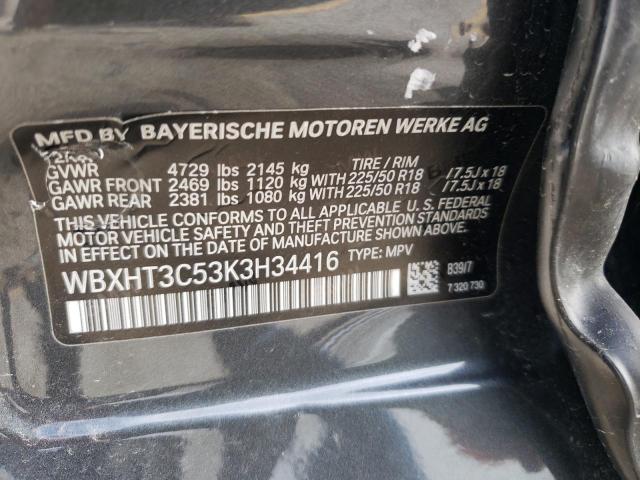 MFD BY BAYERISCHE MOTOREN WERKE AG
GVWR 4729 lbs 2145 kg TIRE / RIM
GAWR FRONT 2469 lbs 1120 kg WITH 225/50 R18 /7.5J x 18
GAWR REAR 2381 lbs 1080 kg WITH 225/50 R18 /7.5J x 18
THIS VEHICLE CONFORMS TO ALL APPLICABLE U.S. FEDERAL
MOTOR VEHICLE SAFETY AND THEFT PREVENTION STANDARDS
IN EFFECT ON THE DATE OF MANUFACTURE SHOWN ABOVE.
WBXHT3C53K3H34416 TYPE: MPV
B39/7
7 320 730